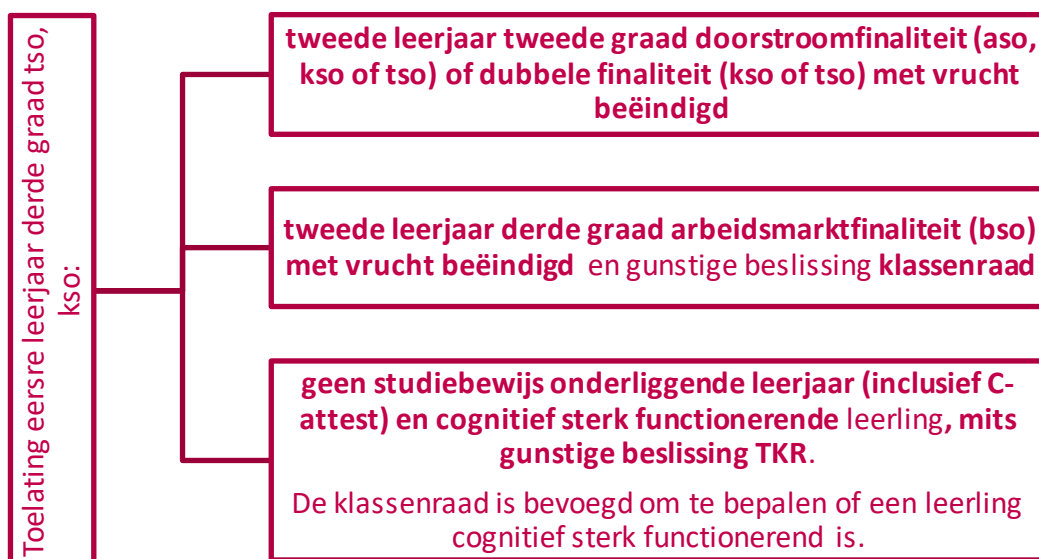 Toelating eersre leerjaar derde graad tso,
kso:
tweede leerjaar tweede graad doorstroomfinaliteit (aso,
kso of tso) of dubbele finaliteit (kso of tso) met vrucht
beëindigd
tweede leerjaar derde graad arbeidsmarktfinaliteit (bso)
met vrucht beëindigd en gunstige beslissing klassenraad
geen studiebewijs onderliggende leerjaar (inclusief C-
attest) en cognitief sterk functionerende leerling, mits
gunstige beslissing TKR.
De klassenraad is bevoegd om te bepalen of een leerling
cognitief sterk functionerend is.